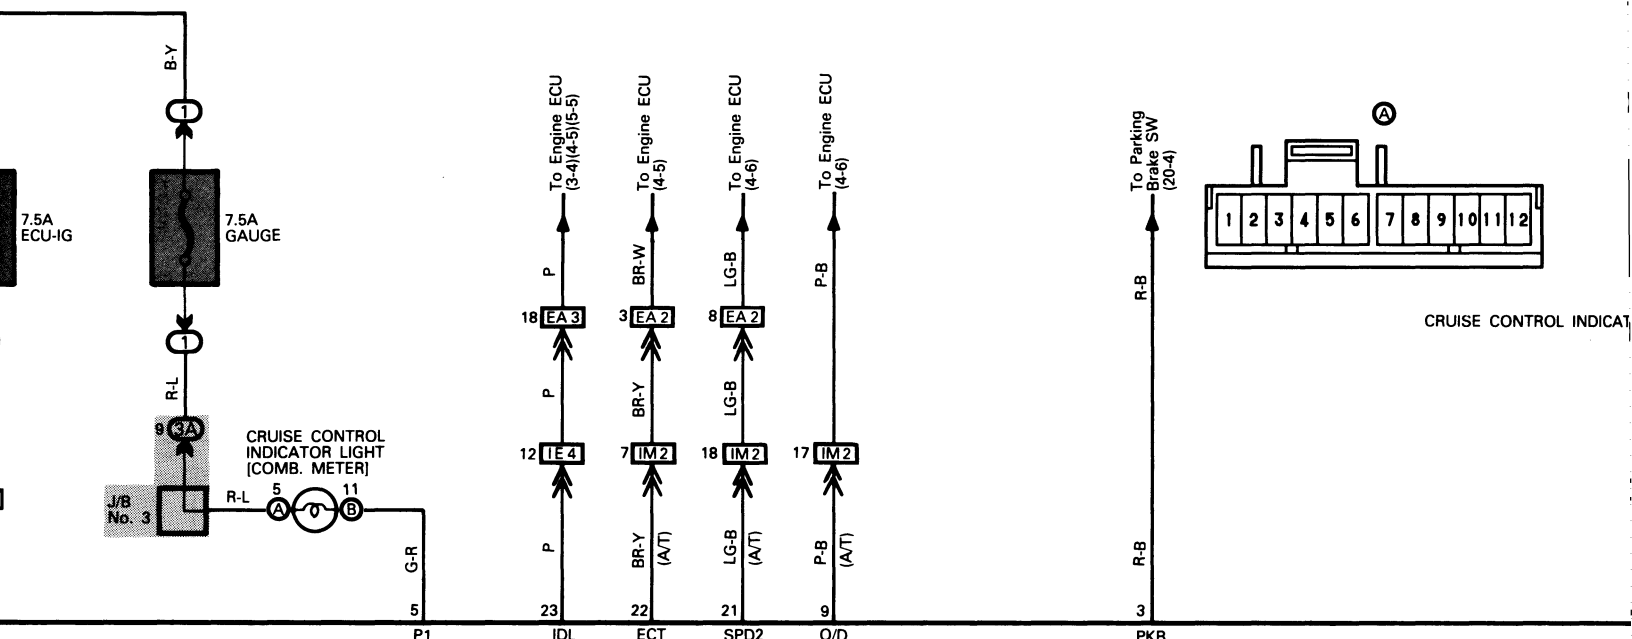 B-Y
1
7.5A
ECU-IG
7.5A
GAUGE
1
R-L
9 3A
J/B
No. 3
R-L
CRUISE CONTROL
INDICATOR LIGHT
[COMB. METER]
5
A
11
B
G-R
5
P1
To Engine ECU
(3-4)(4-5)(5-5)
P
18 EA 3
P
12 IE 4
P
23
IDL
To Engine ECU
(4-5)
BR-W
3 EA 2
BR-Y
7 IM 2
BR-Y
(A/T)
22
ECT
To Engine ECU
(4-6)
LG-B
8 EA 2
LG-B
18 IM 2
LG-B
(A/T)
21
SPD2
To Engine ECU
(4-6)
P-B
17 IM 2
P-B
(A/T)
9
O/D
To Parking
Brake SW
(20-4)
R-B
R-B
3
PKB
A
1 2 3 4 5 6 7 8 9 10 11 12
CRUISE CONTROL INDICAT